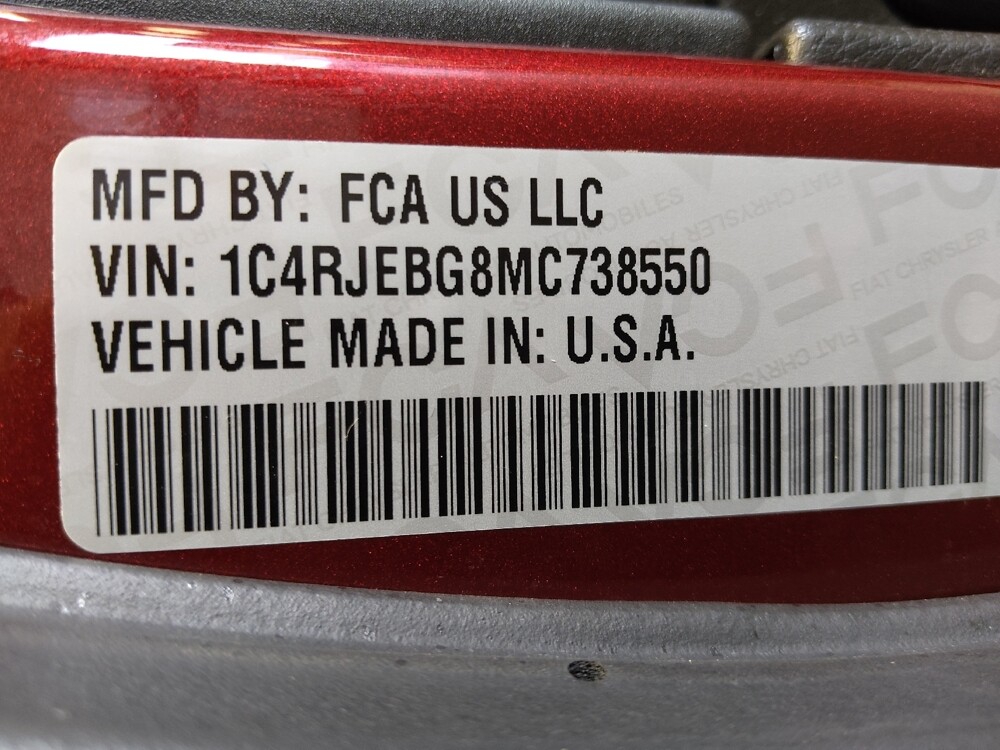 MFD BY: FCA US LLC
VIN: 1C4RJEBG8MC738550
VEHICLE MADE IN: U.S.A.